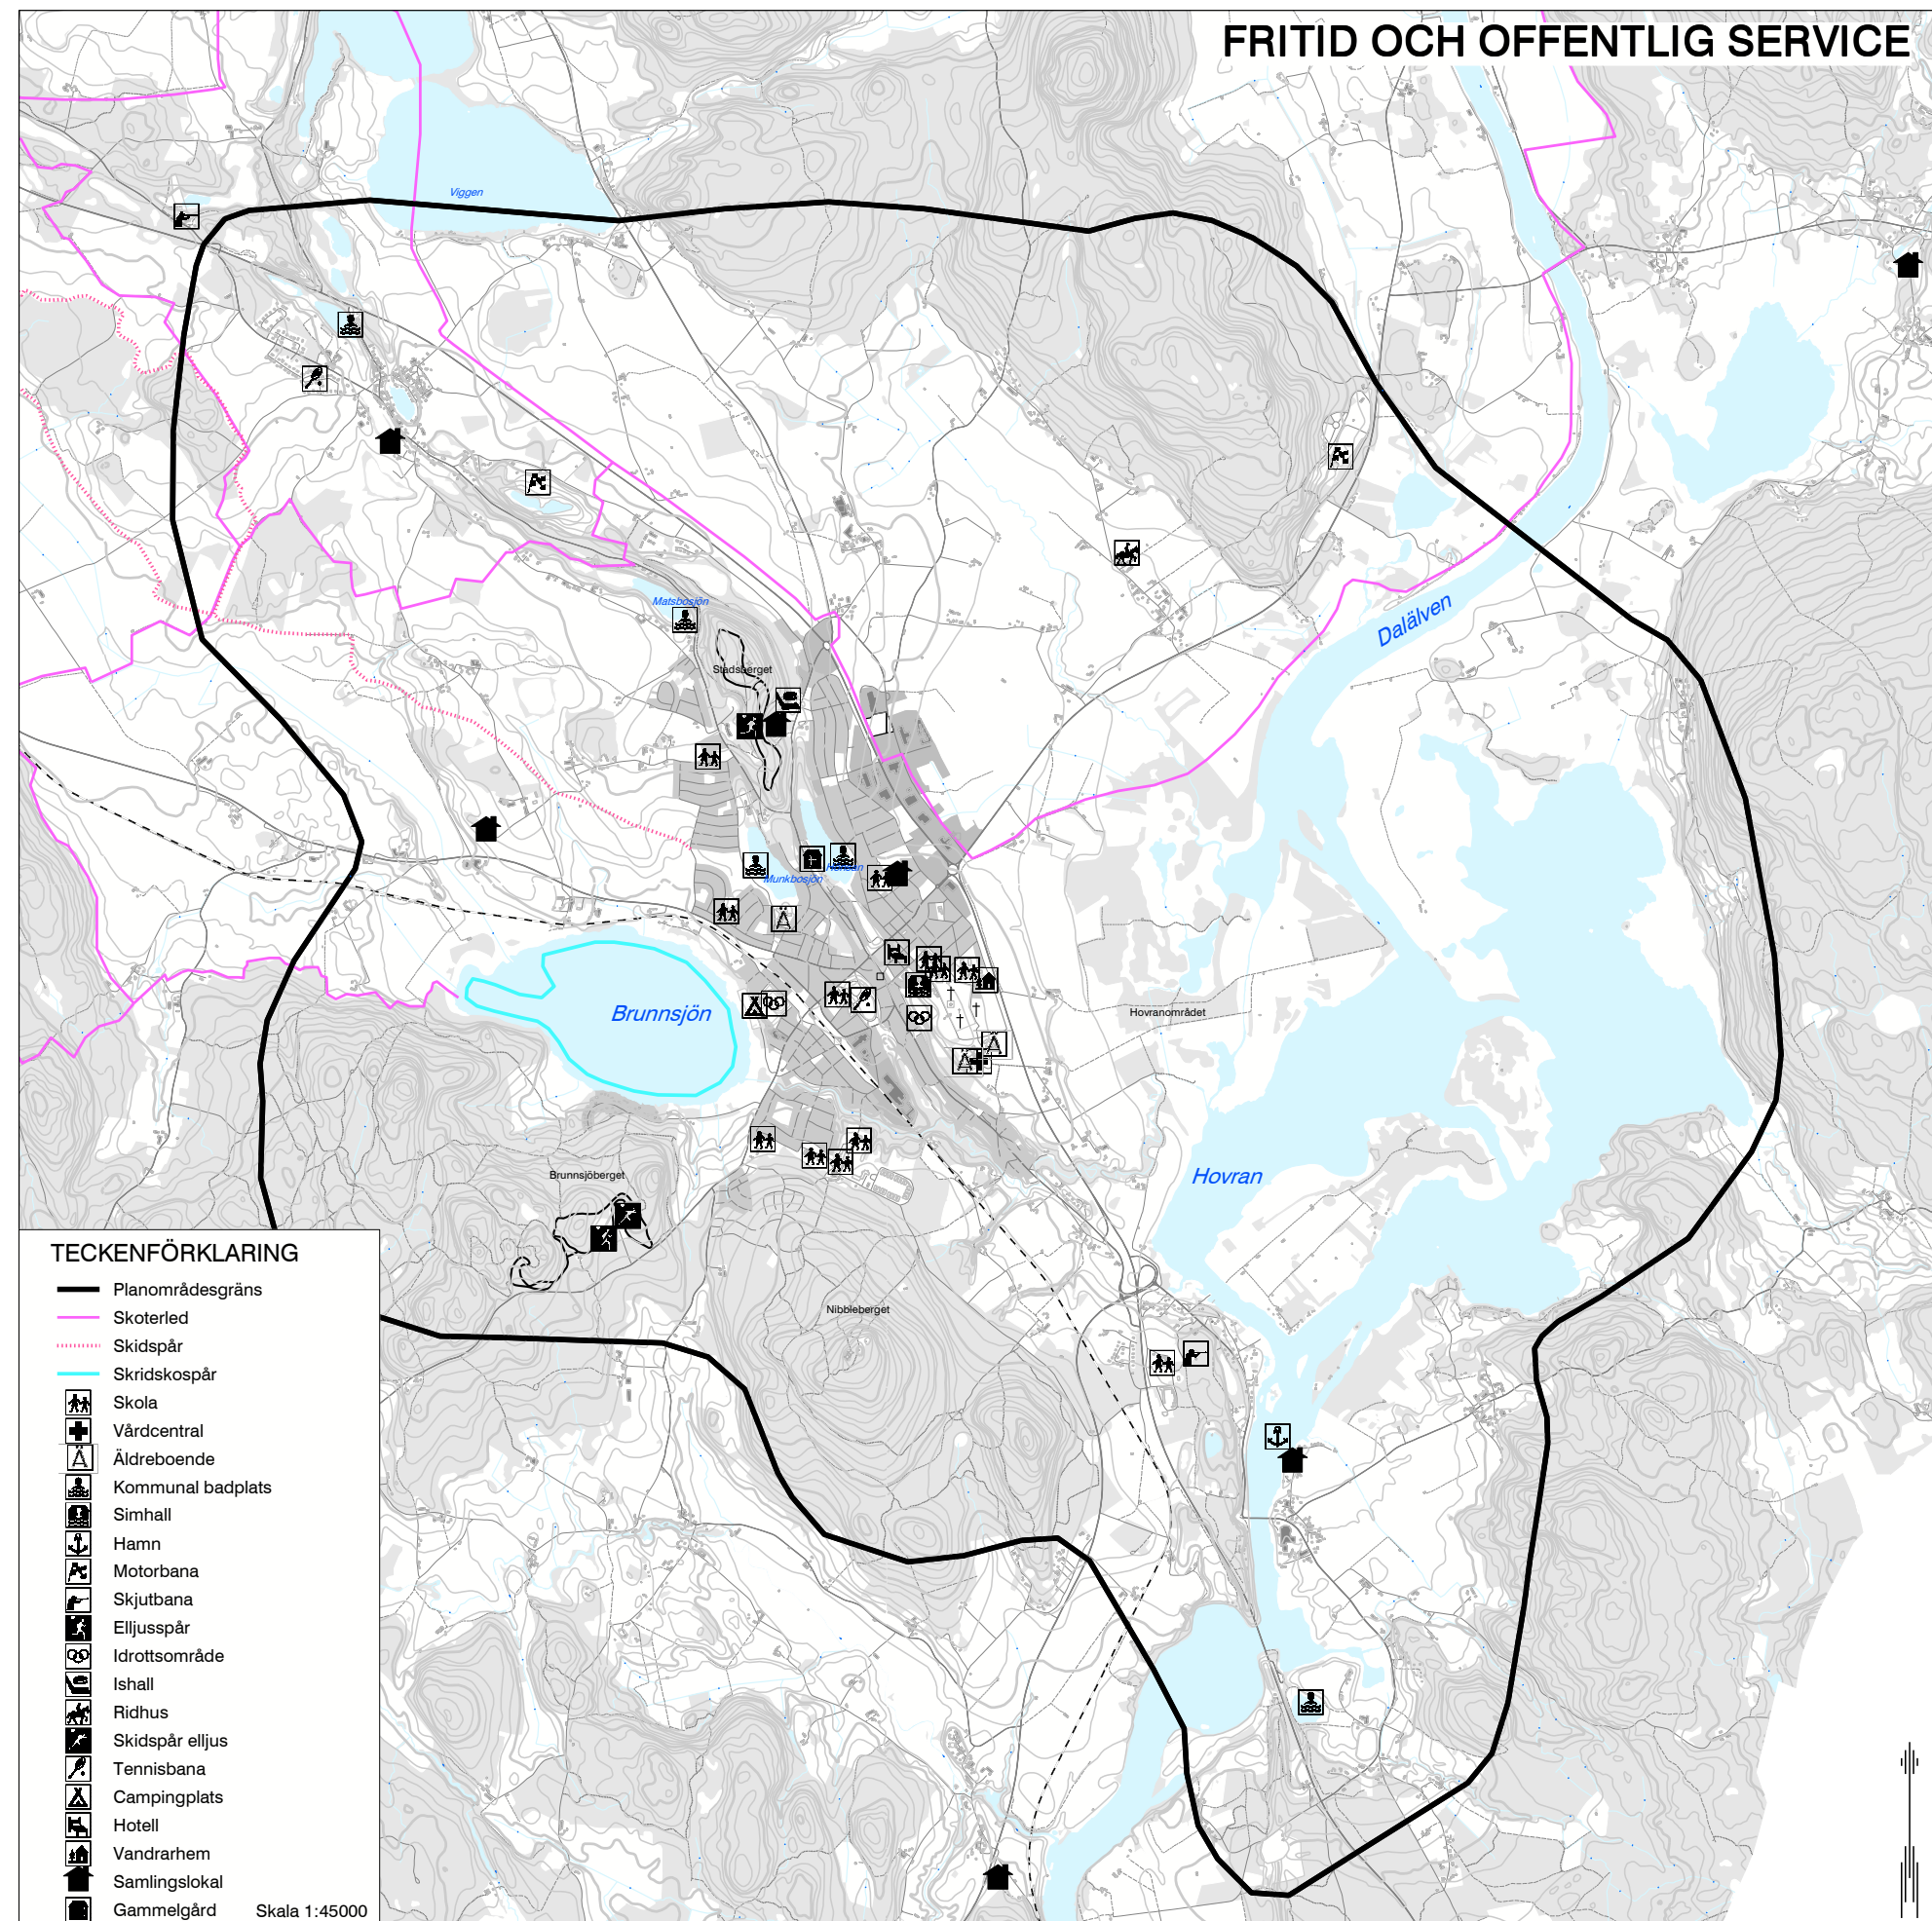 FRITID OCH OFFENTLIG SERVICE
Viggen
Matsbosjön
Stadsberget
Dalälven
Munkbosjön
Brunnsjön
Hovranområdet
Hovran
Brunnsjöberget
Nibbleberget
TECKENFÖRKLARING
Planområdesgräns
Skoterled
Skidspår
Skridskospår
Skola
Vårdcentral
Ä Äldreboende
Kommunal badplats
Simhall
Hamn
Motorbana
Skjutbana
Elljusspår
Idrottsområde
Ishall
Ridhus
Skidspår elljus
Tennisbana
Campingplats
Hotell
Vandrarhem
Samlingslokal
Gammelgård Skala 1:45000